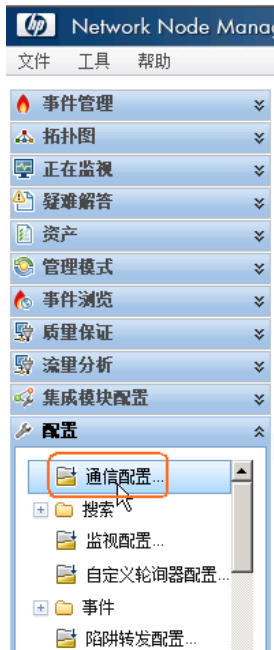 hp Network Node Mana
文件 工具 帮助
事件管理
拓扑图
正在监视
疑难解答
资产
管理模式
事件浏览
质量保证
流量分析
集成模块配置
配置
通信配置...
搜索
监视配置...
自定义轮询器配置...
事件
陷阱转发配置...